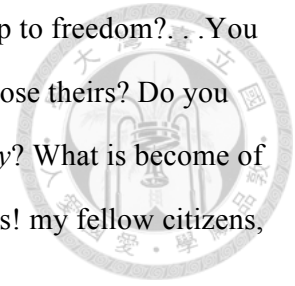 p to freedom?. . .You
ose theirs? Do you
y? What is become of
s! my fellow citizens,